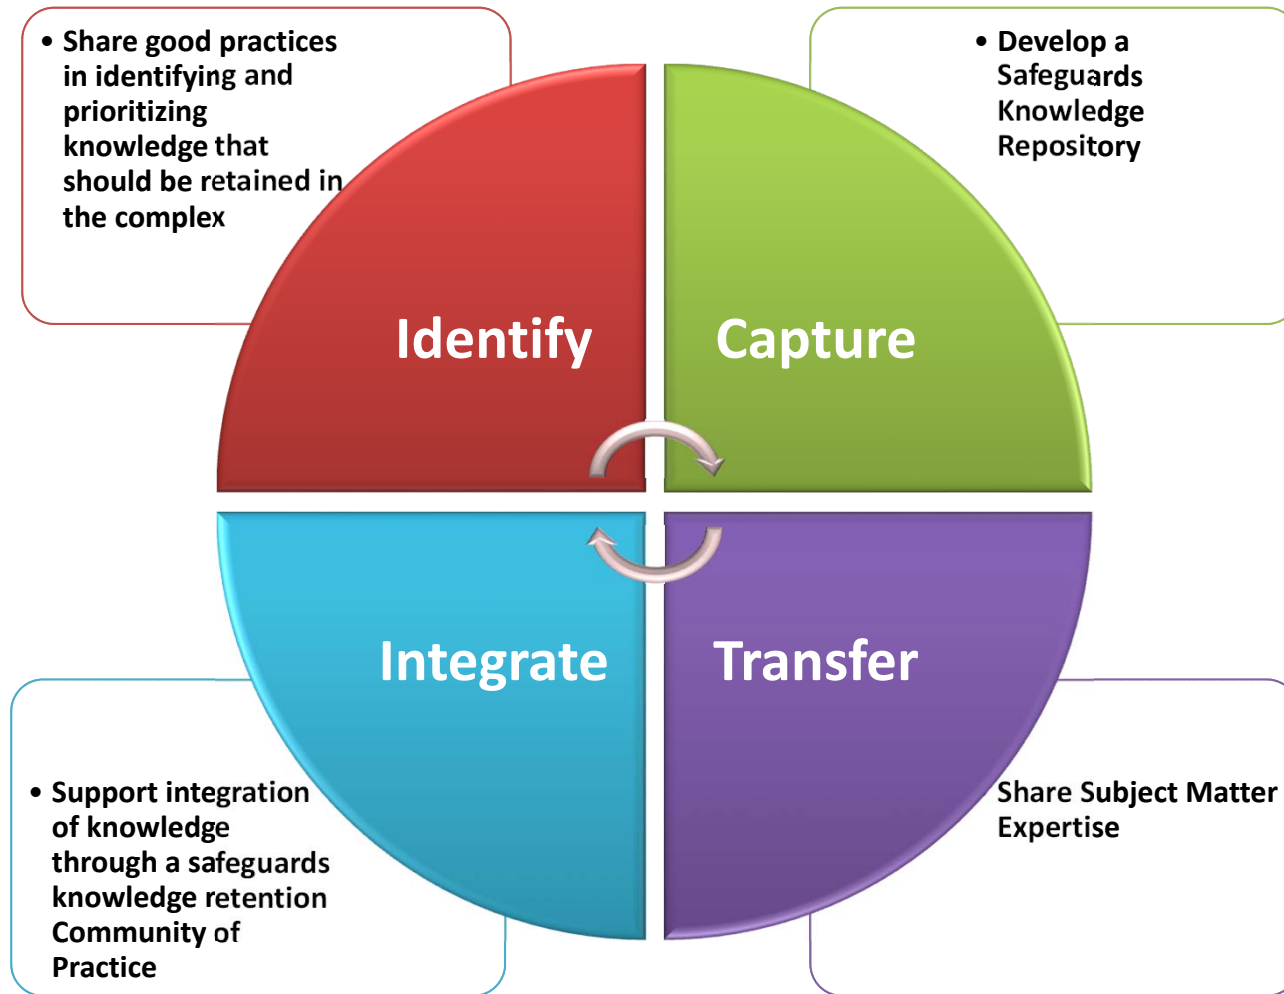 • Share good practices
in identifying and
prioritizing
knowledge that
should be retained in
the complex
• Develop a
Safeguards
Knowledge
Repository
Identify
Capture
Integrate
Transfer
• Support integration
of knowledge
through a safeguards
knowledge retention
Community of
Practice
Share Subject Matter
Expertise